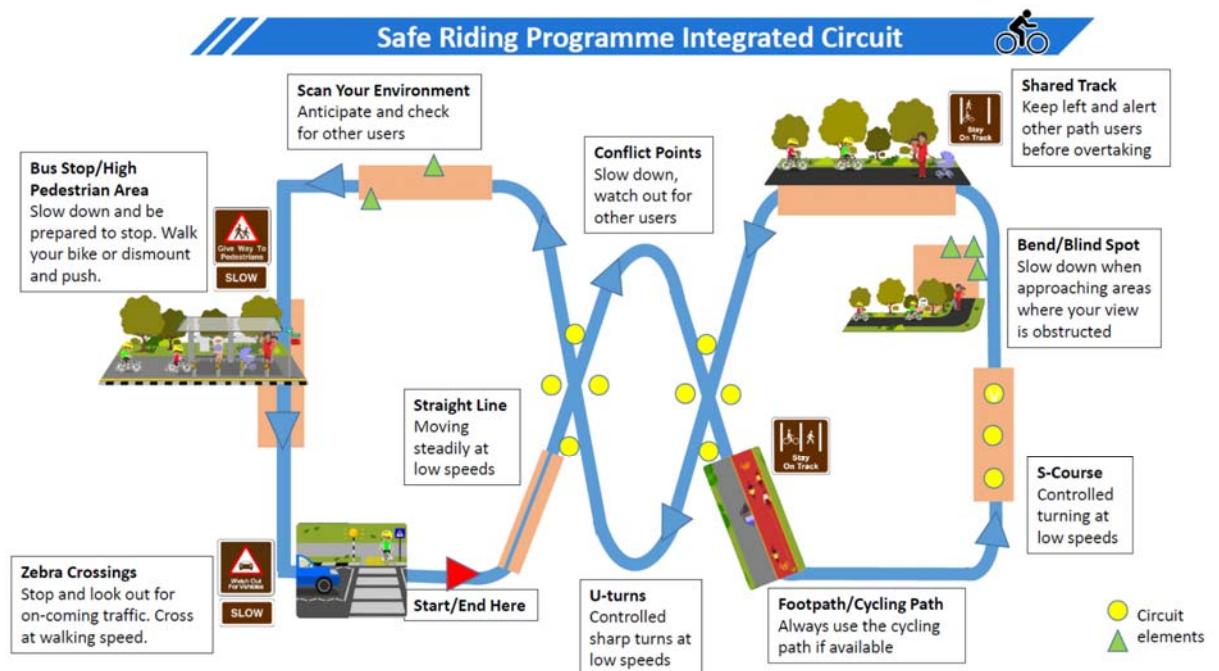 Safe Riding Programme Integrated Circuit
Scan Your Environment
Anticipate and check
for other users
Bus Stop/High
Pedestrian Area
Slow down and be
prepared to stop. Walk
your bike or dismount
and push.
Give Way To
Pedestrians
SLOW
Conflict Points
Slow down,
watch out for
other users
Stay
On Track
Shared Track
Keep left and alert
other path users
before overtaking
Bend/Blind Spot
Slow down when
approaching areas
where your view
is obstructed
Straight Line
Moving
steadily at
low speeds
Stay
On Track
S-Course
Controlled
turning at
low speeds
Zebra Crossings
Stop and look out for
on-coming traffic. Cross
at walking speed.
Watch Out
For Vehicles
SLOW
Start/End Here
U-turns
Controlled
sharp turns at
low speeds
Footpath/Cycling Path
Always use the cycling
path if available
Circuit
elements